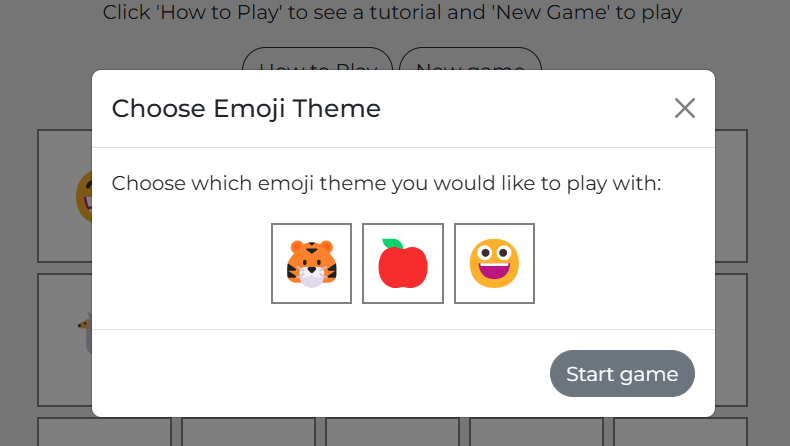 Click 'How to Play' to see a tutorial and 'New Game' to play
How to Play New game
Choose Emoji Theme
Choose which emoji theme you would like to play with:
Start game